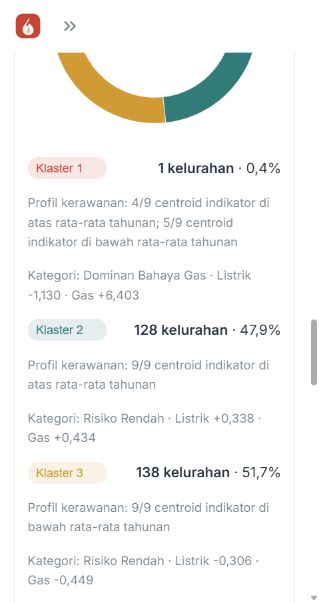 Klaster 1
1 kelurahan · 0,4%
Profil kerawanan: 4/9 centroid indikator di
atas rata-rata tahunan; 5/9 centroid
indikator di bawah rata-rata tahunan
Kategori: Dominan Bahaya Gas · Listrik
-1,130 · Gas +6,403
Klaster 2
128 kelurahan · 47,9%
Profil kerawanan: 9/9 centroid indikator di
atas rata-rata tahunan
Kategori: Risiko Rendah · Listrik +0,338 ·
Gas +0,434
Klaster 3
138 kelurahan · 51,7%
Profil kerawanan: 9/9 centroid indikator di
bawah rata-rata tahunan
Kategori: Risiko Rendah · Listrik -0,306 ·
Gas -0,449